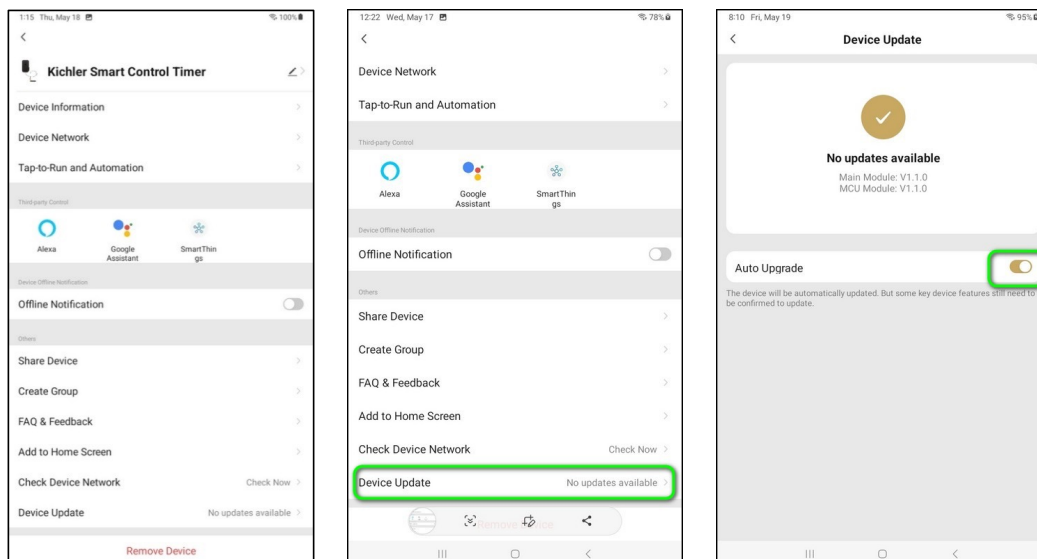 1:15 Thu, May 18 100%
Kichler Smart Control Timer
Device Information
Device Network
Tap-to-Run and Automation
Third-party Control
Alexa
Google Assistant
SmartThin
gs
Device Offline Notification
Offline Notification
Others
Share Device
Create Group
FAQ & Feedback
Add to Home Screen
Check Device Network Check Now
Device Update No updates available
Remove Device
12:22 Wed, May 17 78%
Device Network
Tap-to-Run and Automation
Third-party Control
Alexa
Google
Assistant
SmartThin
gs
Device Offline Notification
Offline Notification
Others
Share Device
Create Group
FAQ & Feedback
Add to Home Screen
Check Device Network Check Now
Device Update No updates available
Remove Device
8:10 Fri, May 19 95%
Device Update
No updates available
Main Module: V1.1.0
MCU Module: V1.1.0
Auto Upgrade
The device will be automatically updated. But some key device features still need to
be confirmed to update.